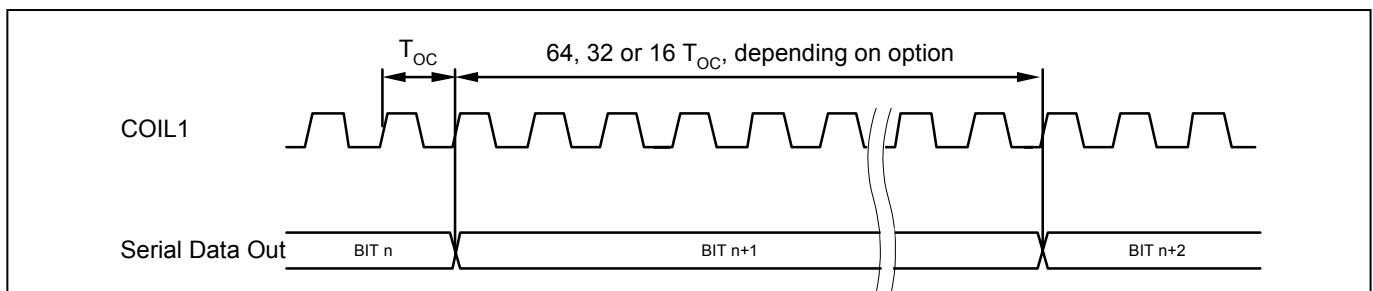 T_OC 64, 32 or 16 T_OC, depending on option
COIL1
Serial Data Out BIT n BIT n+1 BIT n+2